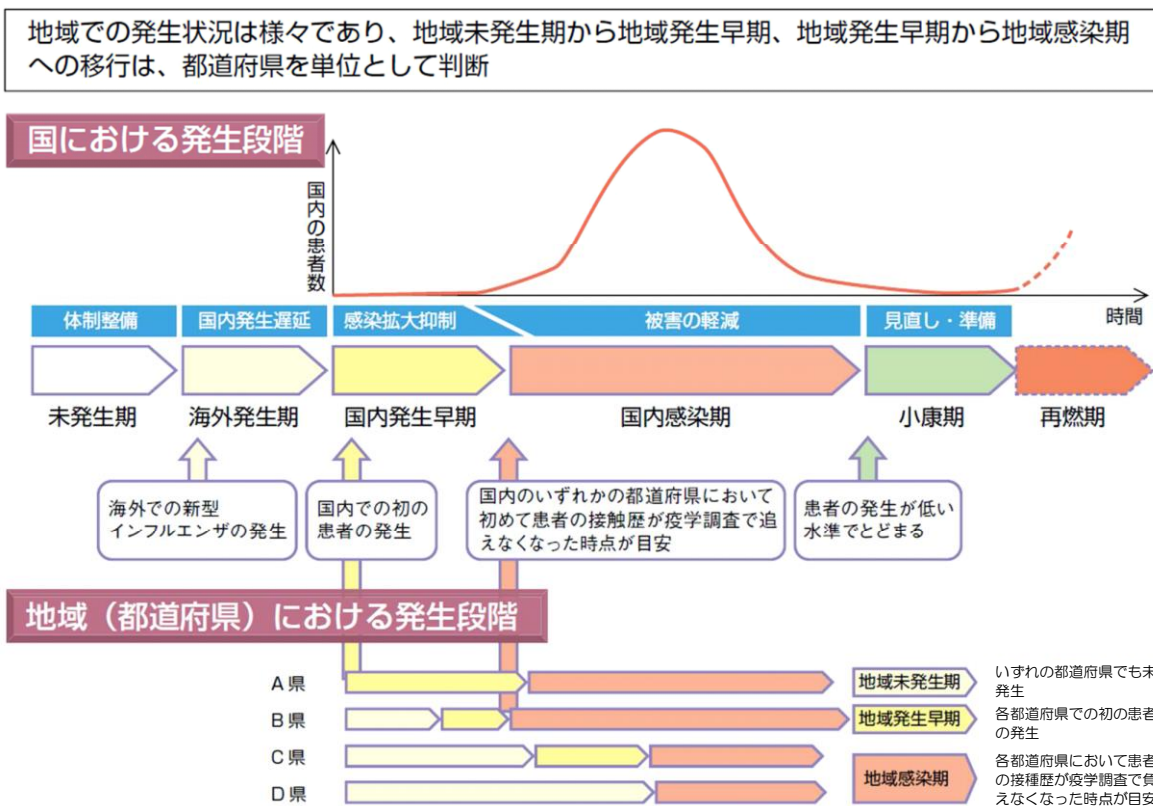 地域での発生状況は様々であり、地域未発生期から地域発生早期、地域発生早期から地域感染期
への移行は、都道府県を単位として判断
国における発生段階
国内の患者数
時間
体制整備
国内発生遅延
感染拡大抑制
被害の軽減
見直し・準備
未発生期
海外発生期
国内発生早期
国内感染期
小康期
再燃期
海外での新型
インフルエンザの発生
国内での初の
患者の発生
国内のいずれかの都道府県において
初めて患者の接触歴が疫学調査で追
えなくなった時点が目安
患者の発生が低い
水準でとどまる
地域（都道府県）における発生段階
A県
B県
C県
D県
地域未発生期
いずれの都道府県でも未
発生
地域発生早期
各都道府県での初の患者
の発生
地域感染期
各都道府県において患者
の接種歴が疫学調査で負
えなくなった時点が目安